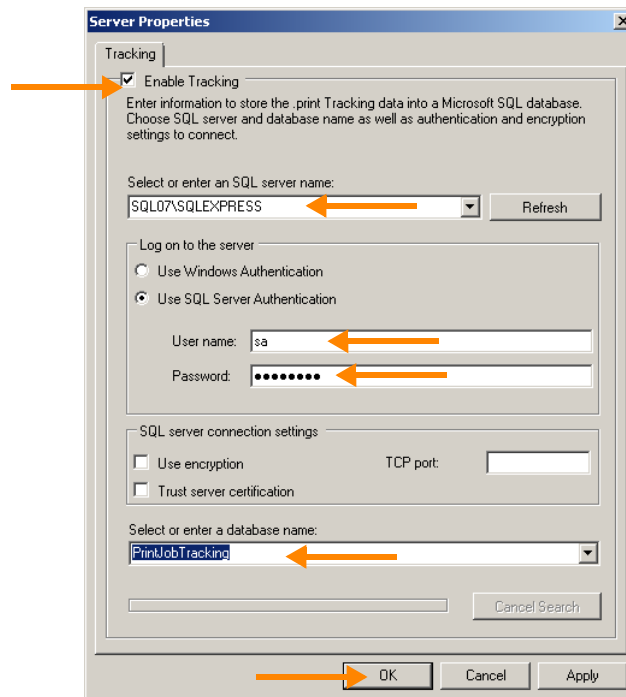 Server Properties
Tracking
Enable Tracking
Enter information to store the .print Tracking data into a Microsoft SQL database.
Choose SQL server and database name as well as authentication and encryption
settings to connect.
Select or enter an SQL server name:
SQL07\SQLEXPRESS
Refresh
Log on to the server
Use Windows Authentication
Use SQL Server Authentication
User name: sa
Password: ●●●●●●●●
SQL server connection settings
Use encryption TCP port:
Trust server certification
Select or enter a database name:
PrintJobTracking
Cancel Search
OK Cancel Apply